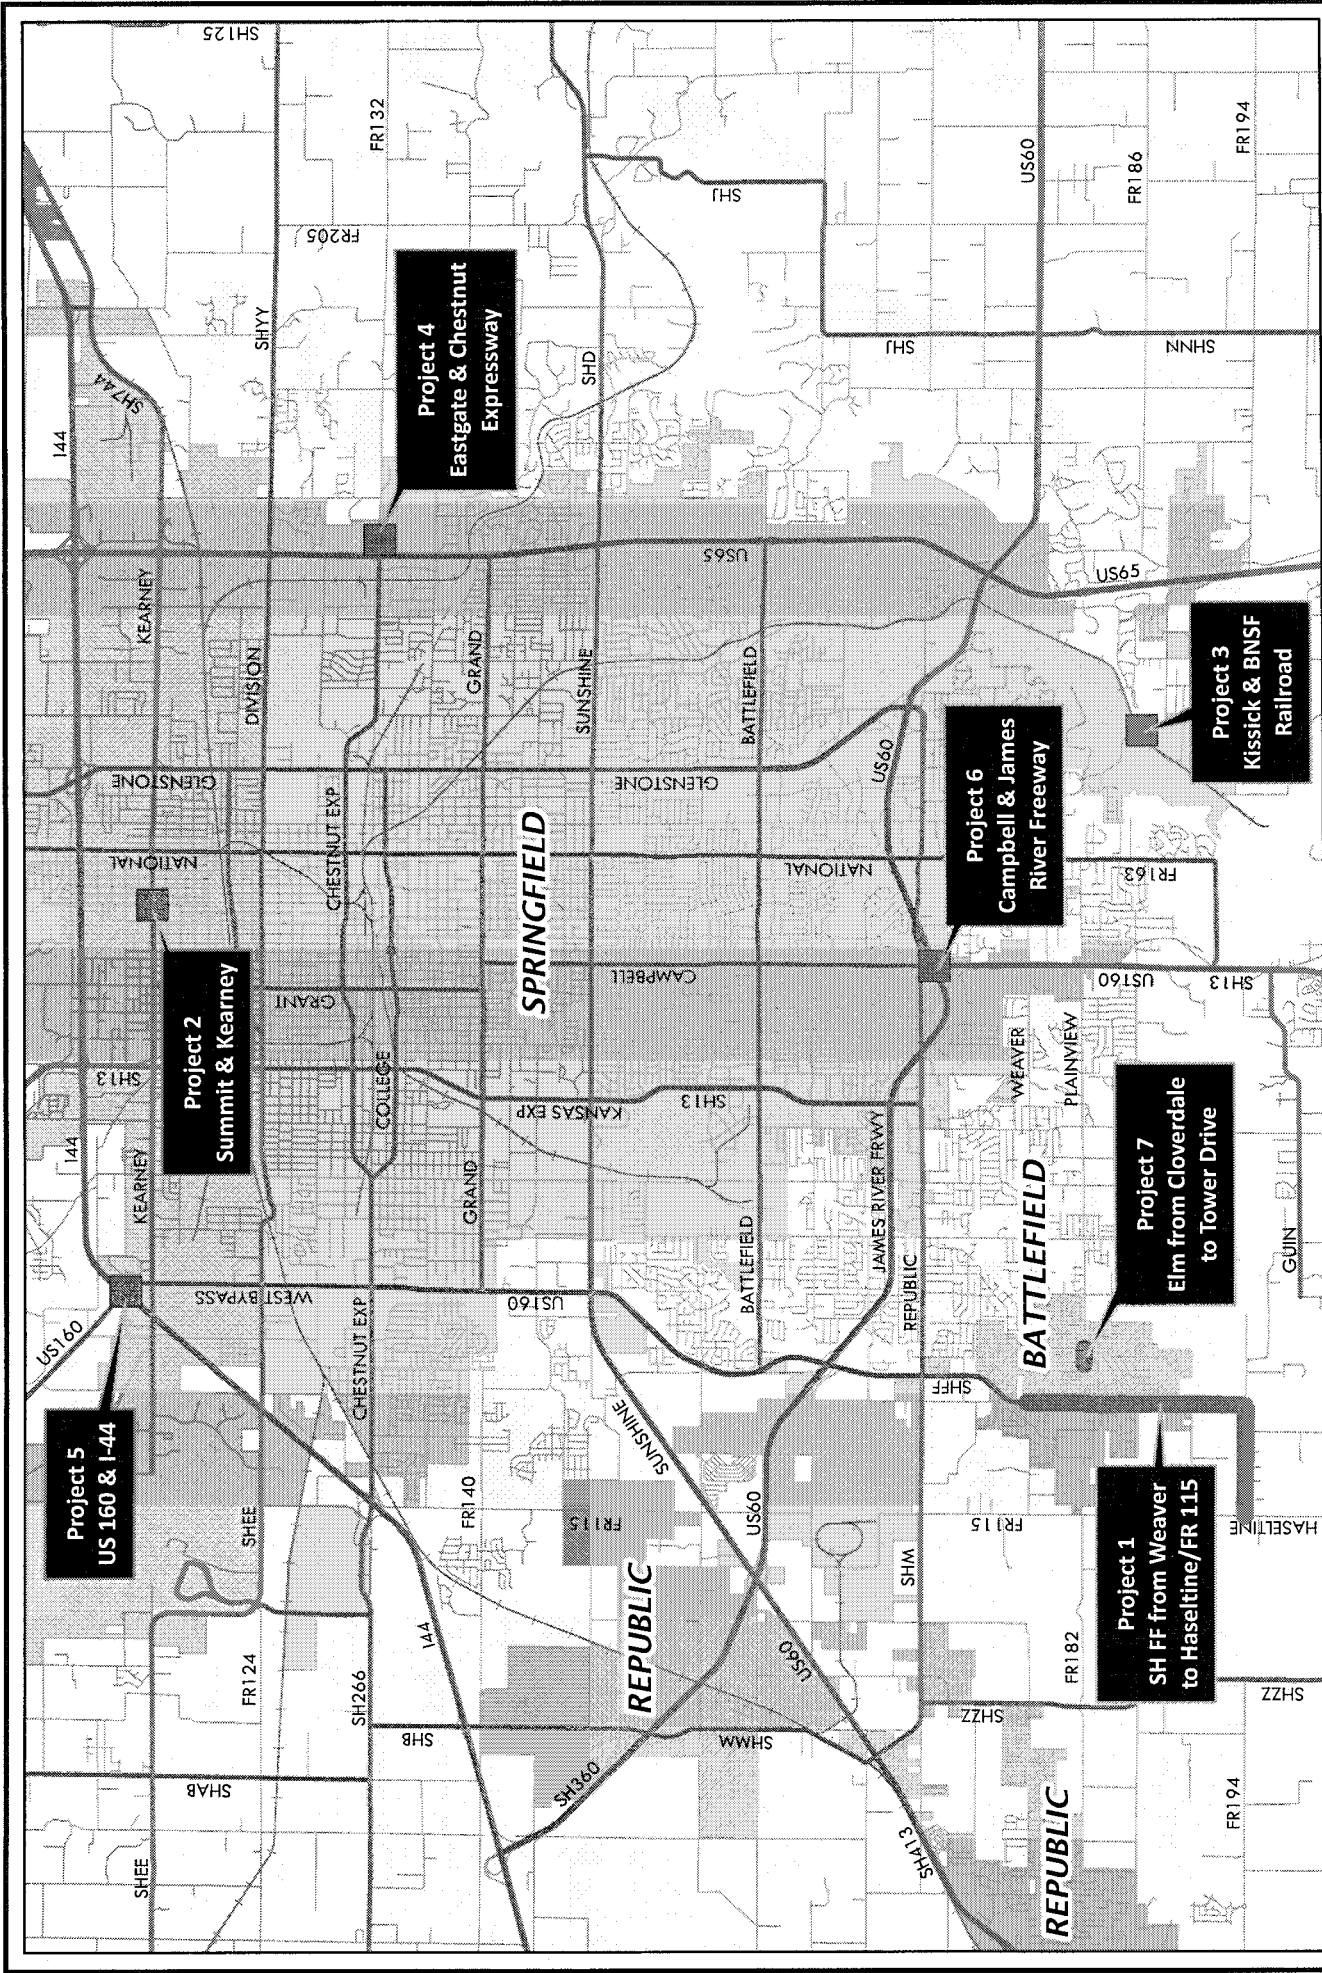 US160
I44
I44
Project 5
US 160 & I-44
SHEE
KEARNEY
KEARNEY
SH13
NATIONAL
GLENSTONE
SH744
Project 2
Summit & Kearney
SHAB
FR124
SHEE
WEST BYPASS
DIVISION
SHYY
SH125
GRANT
CHESTNUT EXP
SH266
CHESTNUT EXP
COLLEGE
FR205
FR132
SHB
I44
FR140
GRAND
GRAND
Project 4
Eastgate & Chestnut
Expressway
US160
KANSAS EXP
SPRINGFIELD
SH360
FR115
SUNSHINE
SUNSHINE
SHD
REPUBLIC
CAMPBELL
GLENSTONE
SH13
SHMM
US60
BATTLEFIELD
BATTLEFIELD
US65
SHJ
US60
JAMES RIVER FRWY
NATIONAL
US60
SH413
SHM
REPUBLIC
SHJ
SHFF
SHZZ
Project 6
Campbell & James
River Freeway
FR115
WEAVER
US60
BATTLEFIELD
REPUBLIC
FR182
PLAINVIEW
US160
FR163
US65
FR186
Project 1
SH FF from Weaver
to Haseltine/FR 115
Project 7
Elm from Cloverdale
to Tower Drive
SHNN
Project 3
Kissick & BNSF
Railroad
FR194
SH13
FR194
SHZZ
HASELTINE
GUIN